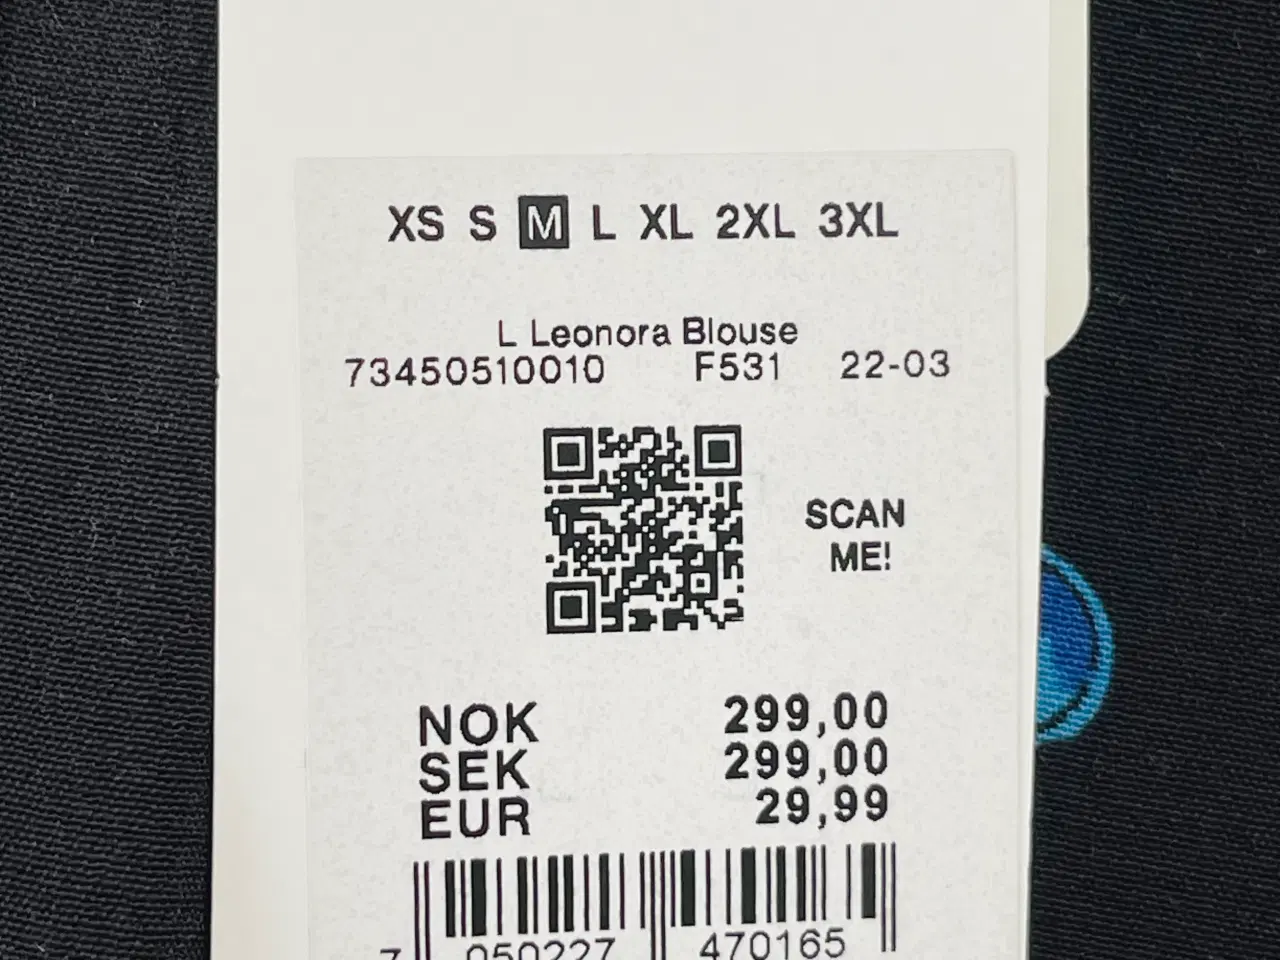 XS S M L XL 2XL 3XL
L Leonora Blouse
73450510010 F531 22-03
SCAN
ME!
NOK 299,00
SEK 299,00
EUR 29,99
7 050227 470165